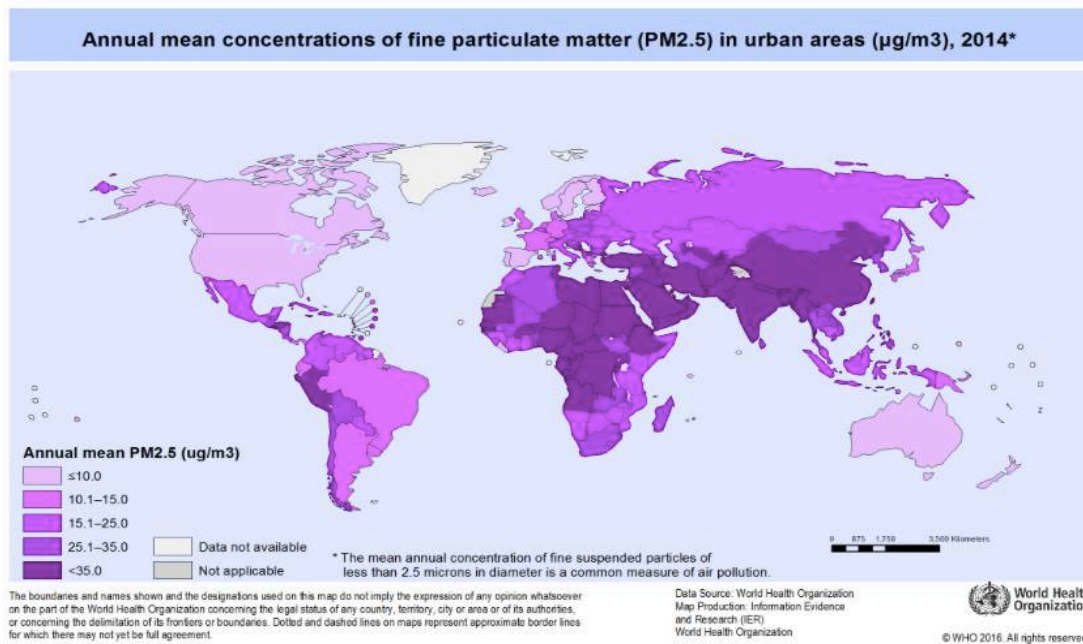 Annual mean concentrations of fine particulate matter (PM2.5) in urban areas (µg/m3), 2014*
Annual mean PM2.5 (ug/m3)
≤10.0
10.1–15.0
15.1–25.0
25.1–35.0
<35.0
Data not available
Not applicable
* The mean annual concentration of fine suspended particles of
less than 2.5 microns in diameter is a common measure of air pollution.
0 875 1,750 3,500 Kilometers
The boundaries and names shown and the designations used on this map do not imply the expression of any opinion whatsoever
on the part of the World Health Organization concerning the legal status of any country, territory, city or area or of its authorities,
or concerning the delimitation of its frontiers or boundaries. Dotted and dashed lines on maps represent approximate border lines
for which there may not yet be full agreement.
Data Source: World Health Organization
Map Production: Information Evidence
and Research (IER)
World Health Organization
World Health
Organization
© WHO 2016. All rights reserved